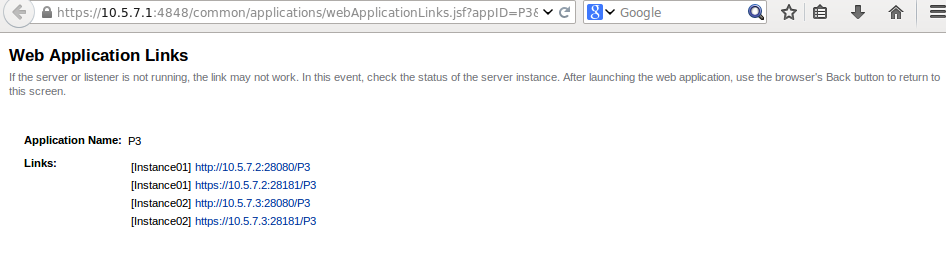 https://10.5.7.1:4848/common/applications/webApplicationLinks.jsf?appID=P3&
Google
Web Application Links
If the server or listener is not running, the link may not work. In this event, check the status of the server instance. After launching the web application, use the browser's Back button to return to
this screen.
Application Name: P3
Links:
[Instance01] http://10.5.7.2:28080/P3
[Instance01] https://10.5.7.2:28181/P3
[Instance02] http://10.5.7.3:28080/P3
[Instance02] https://10.5.7.3:28181/P3